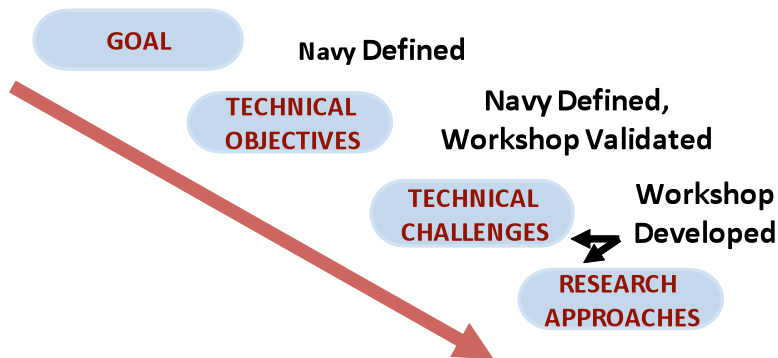 GOAL
Navy Defined
TECHNICAL
OBJECTIVES
Navy Defined,
Workshop Validated
TECHNICAL
CHALLENGES
Workshop
Developed
RESEARCH
APPROACHES